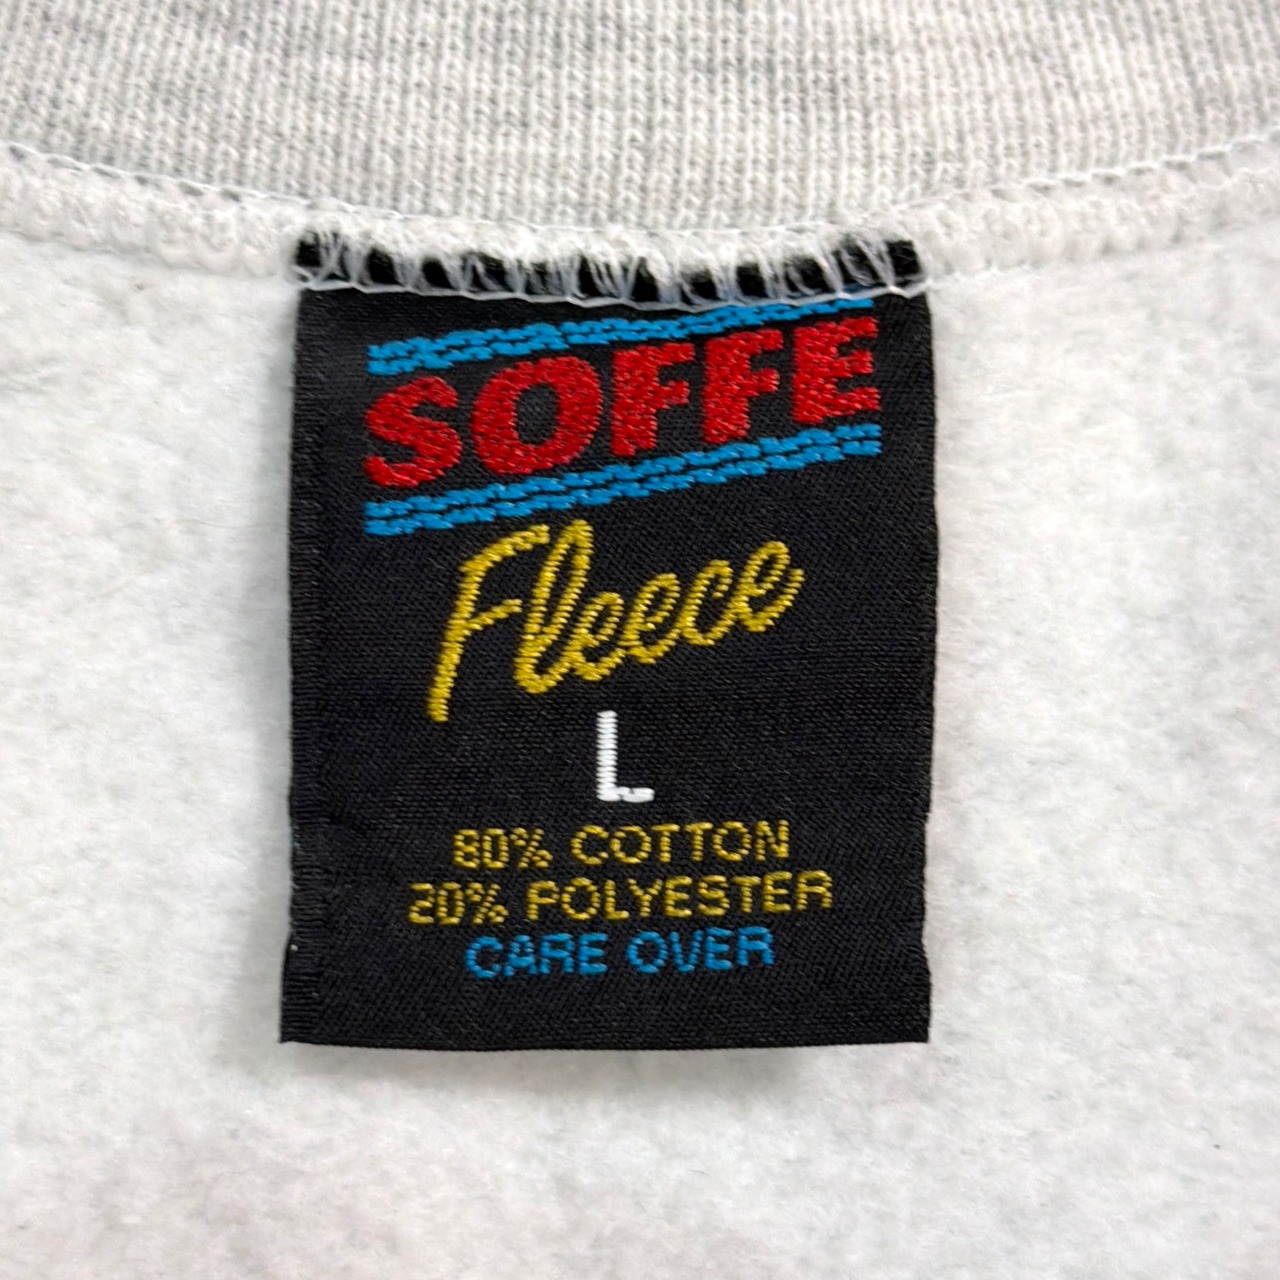 SOFFE
Fleece
L
80% COTTON
20% POLYESTER
CARE OVER